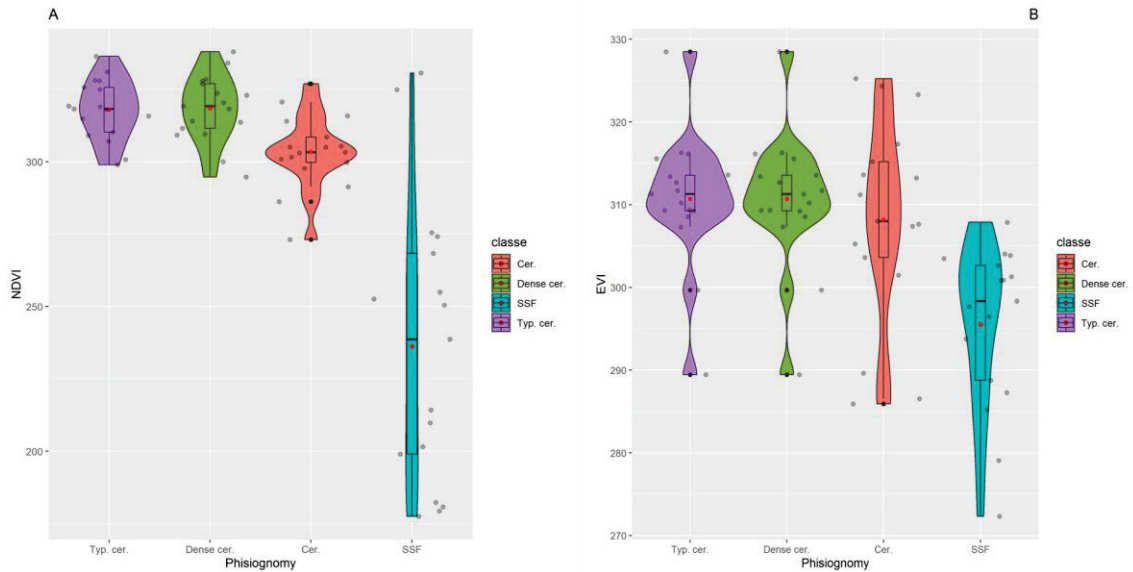 A
NDVI
300
250
200
Typ. cer.
Dense cer.
Cer.
SSF
Phisiognomy
classe
Cer.
Dense cer.
SSF
Typ. cer.
B
EVI
330
320
310
300
290
280
270
Typ. cer.
Dense cer.
Cer.
SSF
Phisiognomy
classe
Cer.
Dense cer.
SSF
Typ. cer.